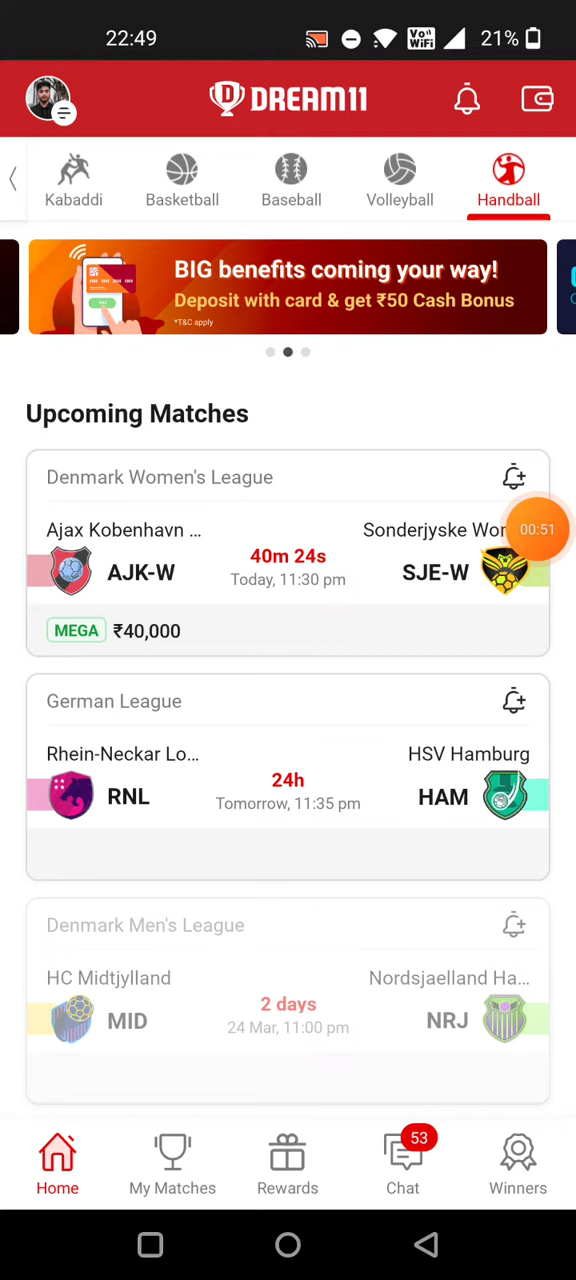 22:49
Vo))
WiFi
21%
DREAM11
Kabaddi
Basketball
Baseball
Volleyball
Handball
BIG benefits coming your way!
Deposit with card & get ₹50 Cash Bonus
*T&C apply
Upcoming Matches
Denmark Women's League
Ajax Kobenhavn ...
Sonderjyske Wor
00:51
AJK-W
40m 24s
Today, 11:30 pm
SJE-W
MEGA ₹40,000
German League
Rhein-Neckar Lo...
HSV Hamburg
RNL
24h
Tomorrow, 11:35 pm
HAM
Denmark Men's League
HC Midtjylland
Nordsjaelland Ha...
MID
2 days
24 Mar, 11:00 pm
NRJ
53
Home
My Matches
Rewards
Chat
Winners